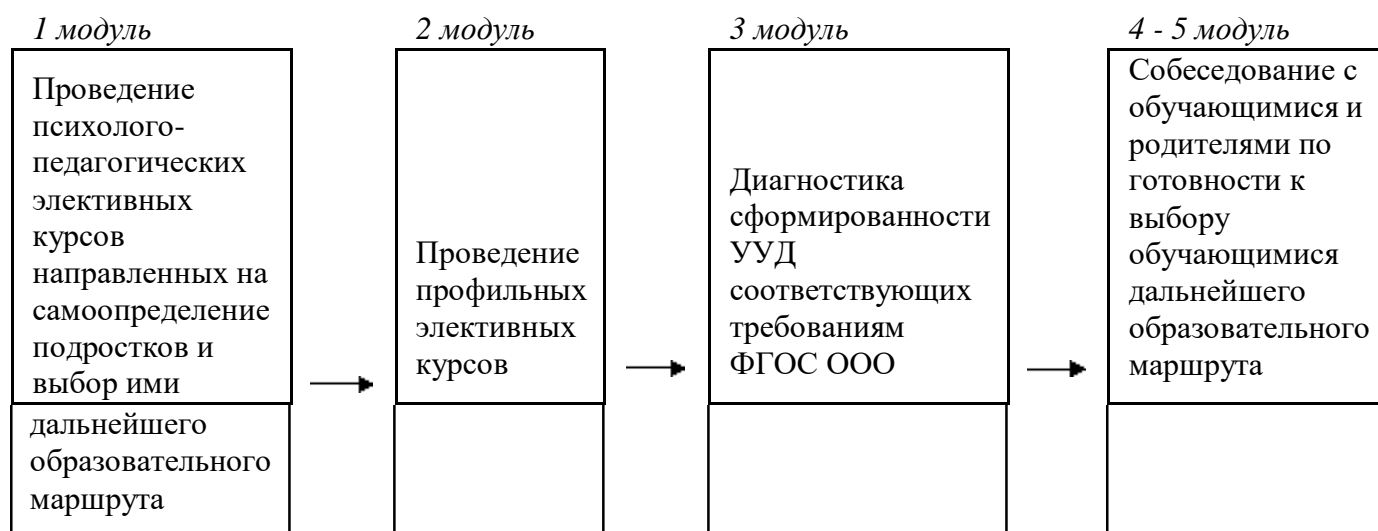 1 модуль
Проведение
психолого-
педагогических
элективных
курсов
направленных на
самоопределение
подростков и
выбор ими
дальнейшего
образовательного
маршрута
2 модуль
Проведение
профильных
элективных
курсов
3 модуль
Диагностика
сформированности
УУД
соответствующих
требованиям
ФГОС ООО
4 - 5 модуль
Собеседование с
обучающимися и
родителями по
готовности к
выбору
обучающимися
дальнейшего
образовательного
маршрута